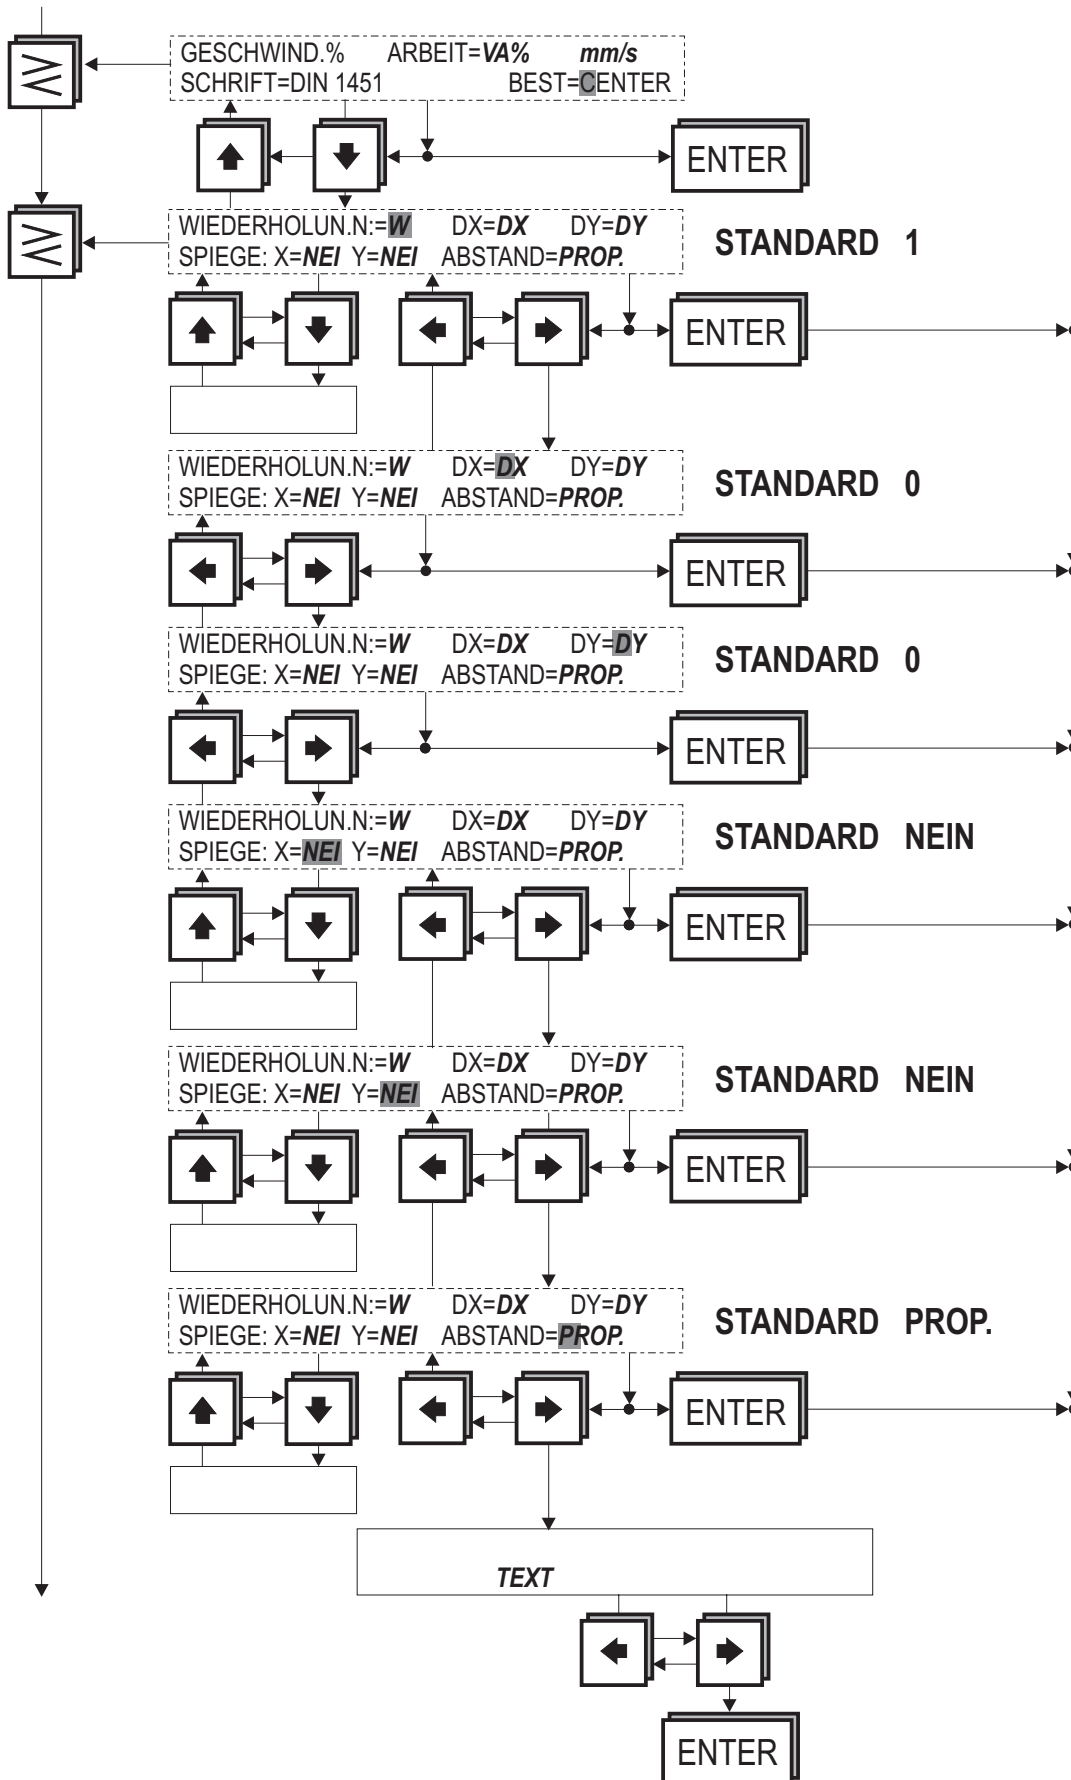 GESCHWIND.% ARBEIT=VA% mm/s
SCHRIFT=DIN 1451 BEST=CENTER
ENTER
WIEDERHOLUN.N:=W DX=DX DY=DY
SPIEGE: X=NEI Y=NEI ABSTAND=PROP.
STANDARD 1
ENTER
WIEDERHOLUN.N:=W DX=DX DY=DY
SPIEGE: X=NEI Y=NEI ABSTAND=PROP.
STANDARD 0
ENTER
WIEDERHOLUN.N:=W DX=DX DY=DY
SPIEGE: X=NEI Y=NEI ABSTAND=PROP.
STANDARD 0
ENTER
WIEDERHOLUN.N:=W DX=DX DY=DY
SPIEGE: X=NEI Y=NEI ABSTAND=PROP.
STANDARD NEIN
ENTER
WIEDERHOLUN.N:=W DX=DX DY=DY
SPIEGE: X=NEI Y=NEI ABSTAND=PROP.
STANDARD NEIN
ENTER
WIEDERHOLUN.N:=W DX=DX DY=DY
SPIEGE: X=NEI Y=NEI ABSTAND=PROP.
STANDARD PROP.
ENTER
TEXT
ENTER